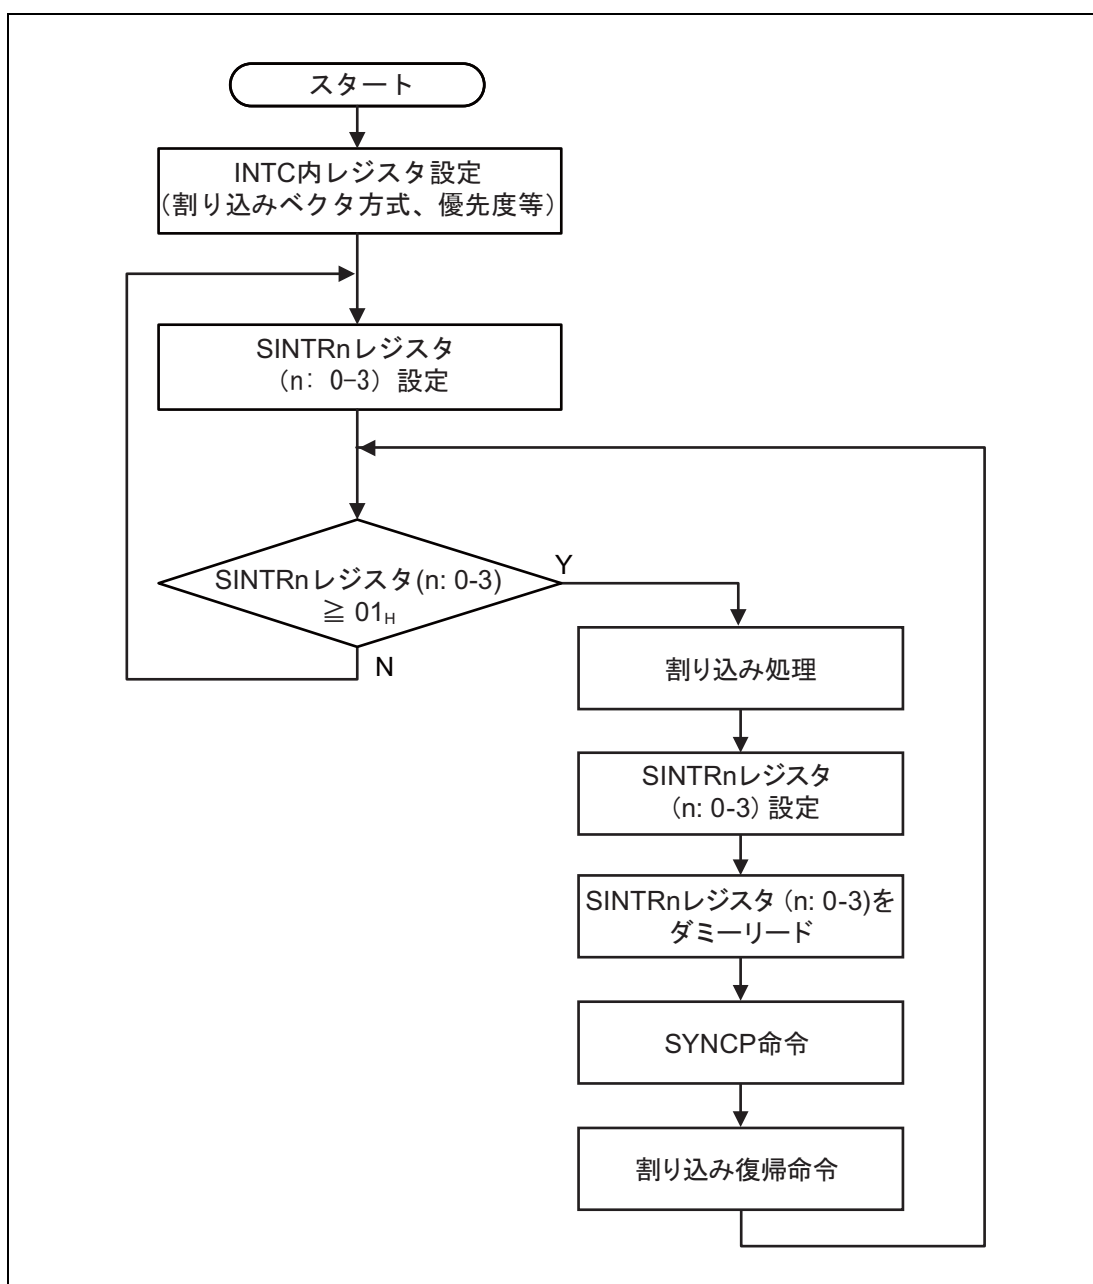 スタート
INTC内レジスタ設定
（割り込みベクタ方式、優先度等）
SINTRnレジスタ
（n： 0-3） 設定
SINTRnレジスタ(n: 0-3)
≧ 01H
Y
N
割り込み処理
SINTRnレジスタ
（n: 0-3) 設定
SINTRnレジスタ (n: 0-3)を
ダミーリード
SYNCP命令
割り込み復帰命令